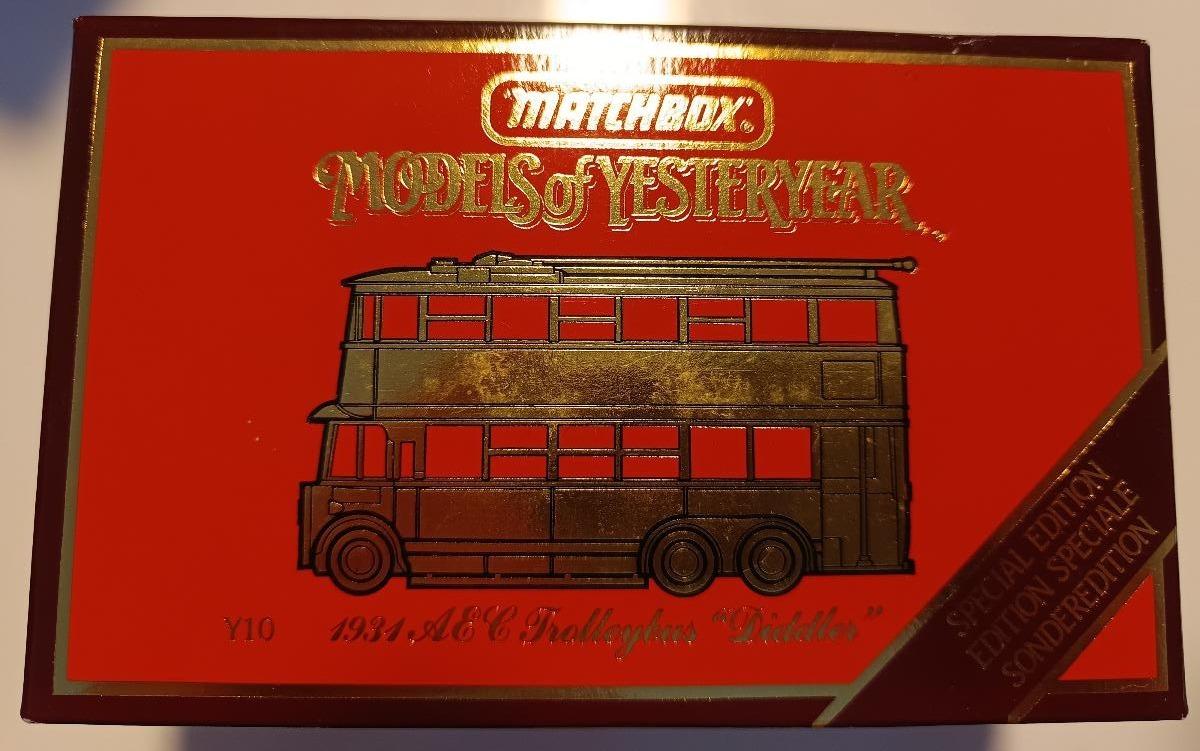 "MATCHBOX"
MODELS of YESTERYEAR...
Y10
1931 AEC Trolleybus "Diddler"
SPECIAL EDITION
EDITION SPECIALE
SONDEREDITION